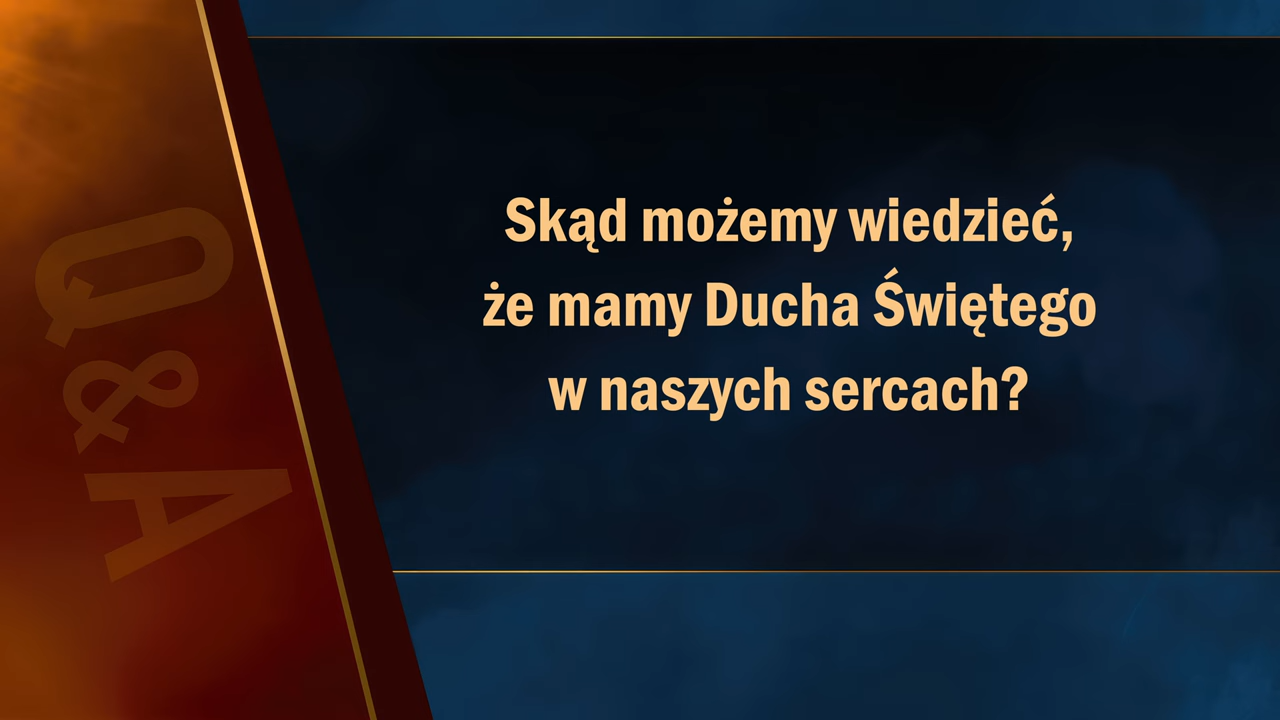 Q&A
Skąd możemy wiedzieć,
że mamy Ducha Świętego
w naszych sercach?